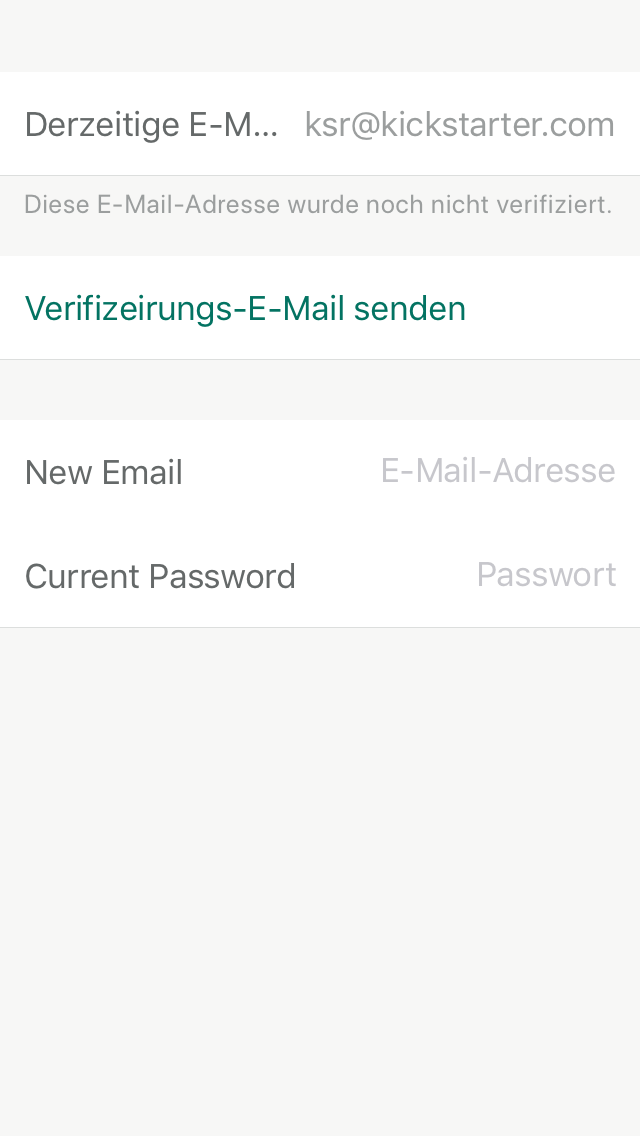 Derzeitige E-M... ksr@kickstarter.com
Diese E-Mail-Adresse wurde noch nicht verifiziert.
Verifizeirungs-E-Mail senden
New Email E-Mail-Adresse
Current Password Passwort